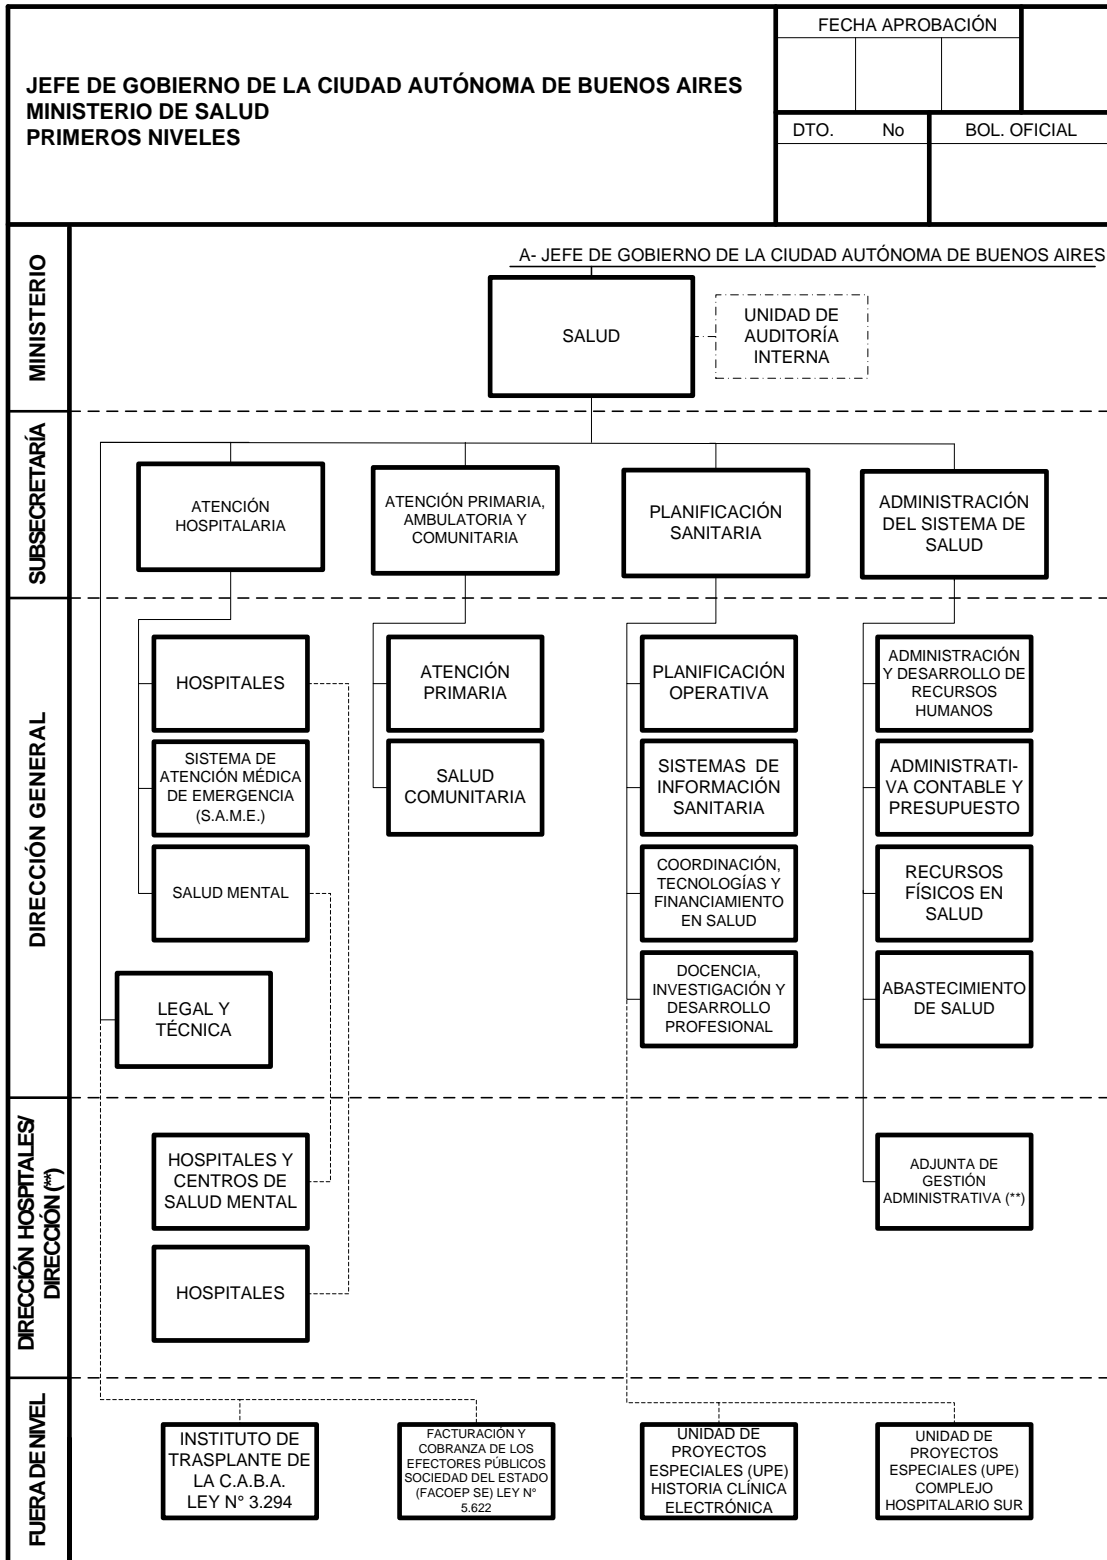 JEFE DE GOBIERNO DE LA CIUDAD AUTÓNOMA DE BUENOS AIRES
MINISTERIO DE SALUD
PRIMEROS NIVELES
FECHA APROBACIÓN
DTO. No
BOL. OFICIAL
MINISTERIO
A- JEFE DE GOBIERNO DE LA CIUDAD AUTÓNOMA DE BUENOS AIRES
SALUD
UNIDAD DE
AUDITORÍA
INTERNA
SUBSECRETARÍA
ATENCIÓN
HOSPITALARIA
ATENCIÓN PRIMARIA,
AMBULATORIA Y
COMUNITARIA
PLANIFICACIÓN
SANITARIA
ADMINISTRACIÓN
DEL SISTEMA DE
SALUD
DIRECCIÓN GENERAL
HOSPITALES
ATENCIÓN
PRIMARIA
PLANIFICACIÓN
OPERATIVA
ADMINISTRACIÓN
Y DESARROLLO DE
RECURSOS
HUMANOS
SISTEMA DE
ATENCIÓN MÉDICA
DE EMERGENCIA
(S.A.M.E.)
SALUD
COMUNITARIA
SISTEMAS DE
INFORMACIÓN
SANITARIA
ADMINISTRATI-
VA CONTABLE Y
PRESUPUESTO
SALUD MENTAL
COORDINACIÓN,
TECNOLOGÍAS Y
FINANCIAMIENTO
EN SALUD
RECURSOS
FÍSICOS EN
SALUD
LEGAL Y
TÉCNICA
DOCENCIA,
INVESTIGACIÓN Y
DESARROLLO
PROFESIONAL
ABASTECIMIENTO
DE SALUD
DIRECCIÓN HOSPITALES/
DIRECCIÓN (**)
HOSPITALES Y
CENTROS DE
SALUD MENTAL
ADJUNTA DE
GESTIÓN
ADMINISTRATIVA (**)
HOSPITALES
FUERA DE NIVEL
INSTITUTO DE
TRASPLANTE DE
LA C.A.B.A.
LEY N° 3.294
FACTURACIÓN Y
COBRANZA DE LOS
EFECTORES PÚBLICOS
SOCIEDAD DEL ESTADO
(FACOEP SE) LEY N°
5.622
UNIDAD DE
PROYECTOS
ESPECIALES (UPE)
HISTORIA CLÍNICA
ELECTRÓNICA
UNIDAD DE
PROYECTOS
ESPECIALES (UPE)
COMPLEJO
HOSPITALARIO SUR